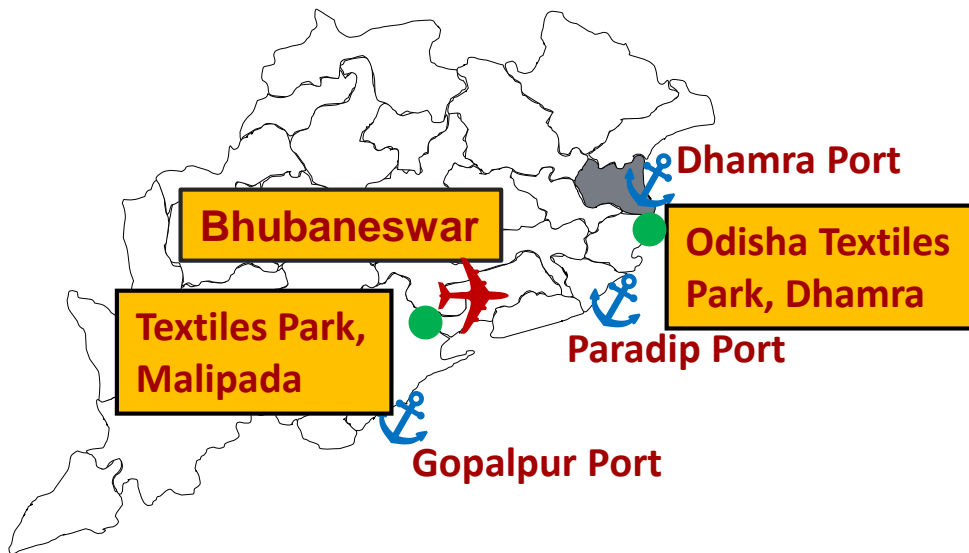 Dhamra Port
Bhubaneswar
Odisha Textiles
Park, Dhamra
Textiles Park,
Malipada
Paradip Port
Gopalpur Port